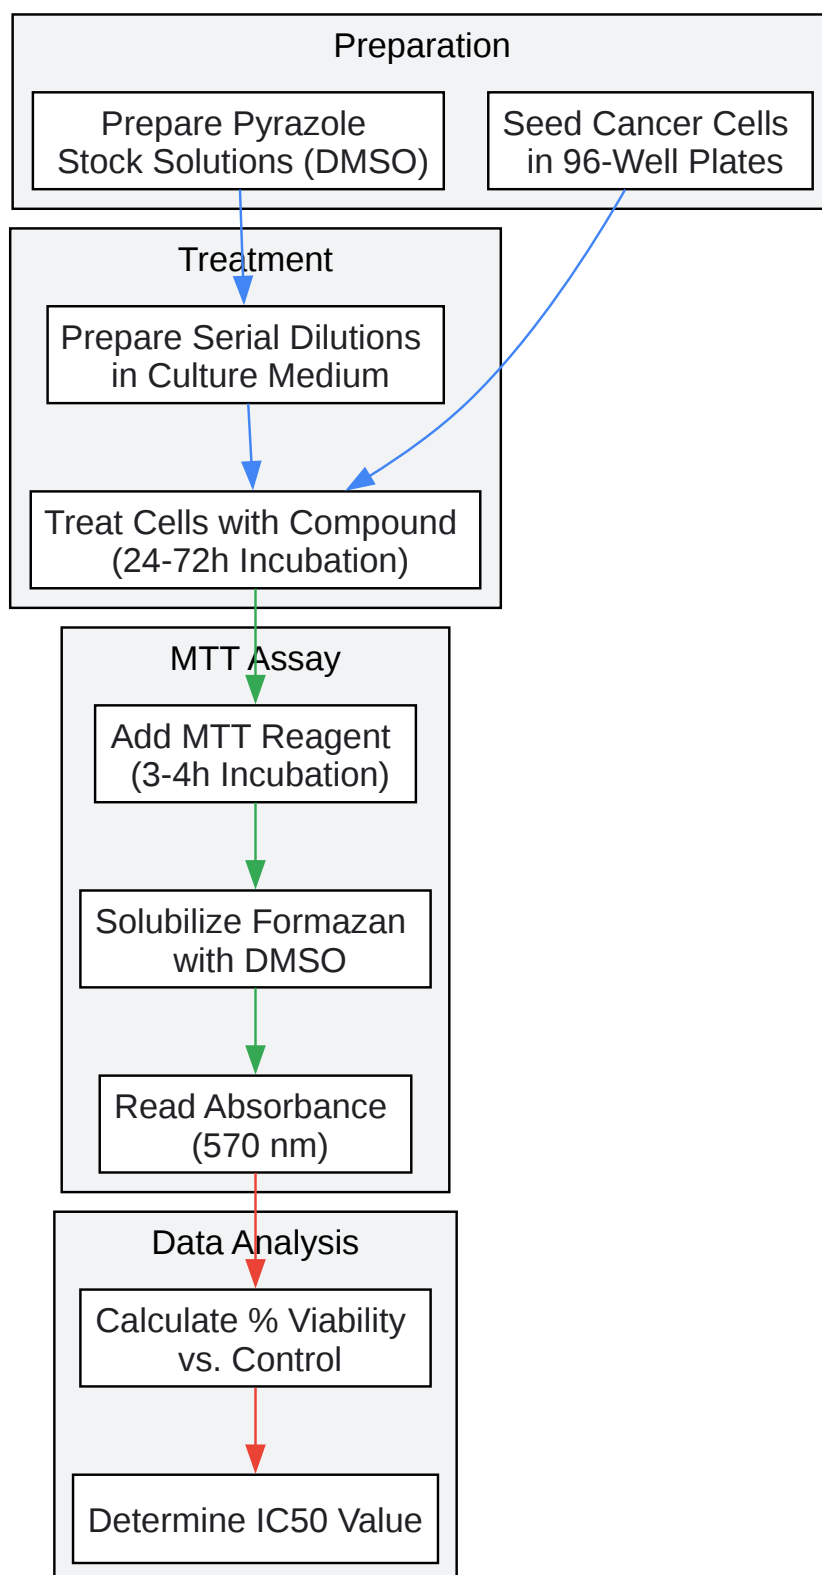 Preparation
Prepare Pyrazole
Stock Solutions (DMSO)
Seed Cancer Cells
in 96-Well Plates
Treatment
Prepare Serial Dilutions
in Culture Medium
Treat Cells with Compound
(24-72h Incubation)
MTT Assay
Add MTT Reagent
(3-4h Incubation)
Solubilize Formazan
with DMSO
Read Absorbance
(570 nm)
Data Analysis
Calculate % Viability
vs. Control
Determine IC50 Value